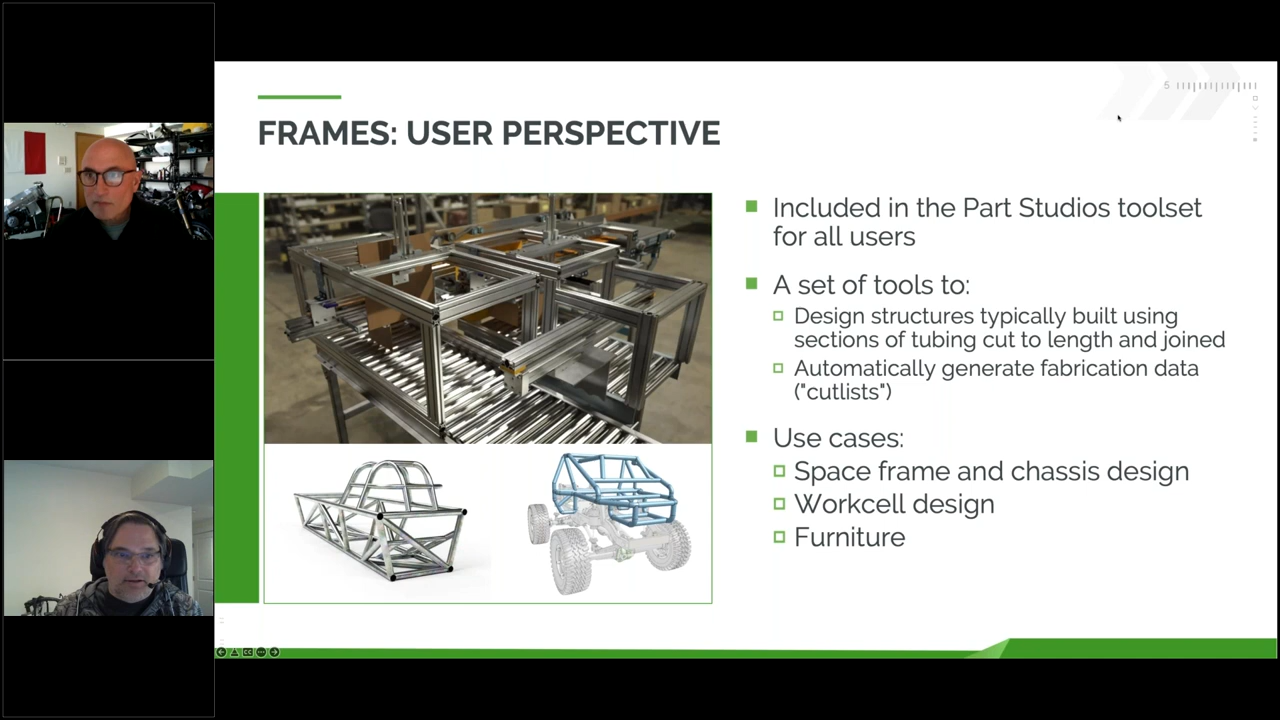 5
FRAMES: USER PERSPECTIVE
Included in the Part Studios toolset
for all users
A set of tools to:
Design structures typically built using
sections of tubing cut to length and joined
Automatically generate fabrication data
("cutlists")
Use cases:
Space frame and chassis design
Workcell design
Furniture